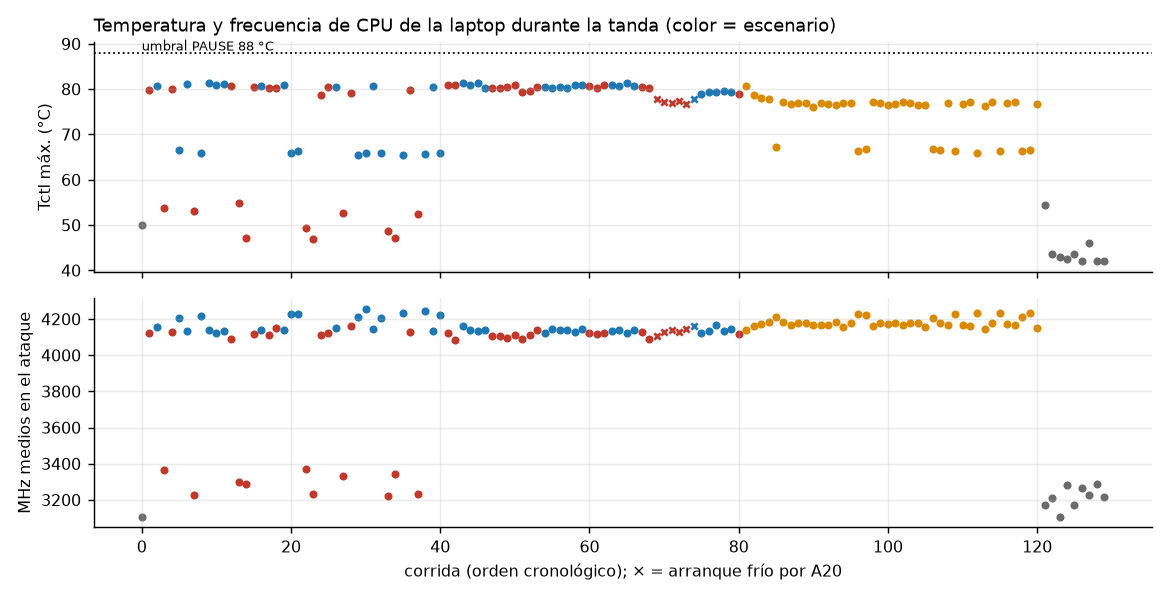 Temperatura y frecuencia de CPU de la laptop durante la tanda (color = escenario)
90
umbral PAUSE 88 °C
80
70
60
50
40
Tctl máx. (°C)
4200
4000
3800
3600
3400
3200
MHz medios en el ataque
0 20 40 60 80 100 120
corrida (orden cronológico); × = arranque frío por A20